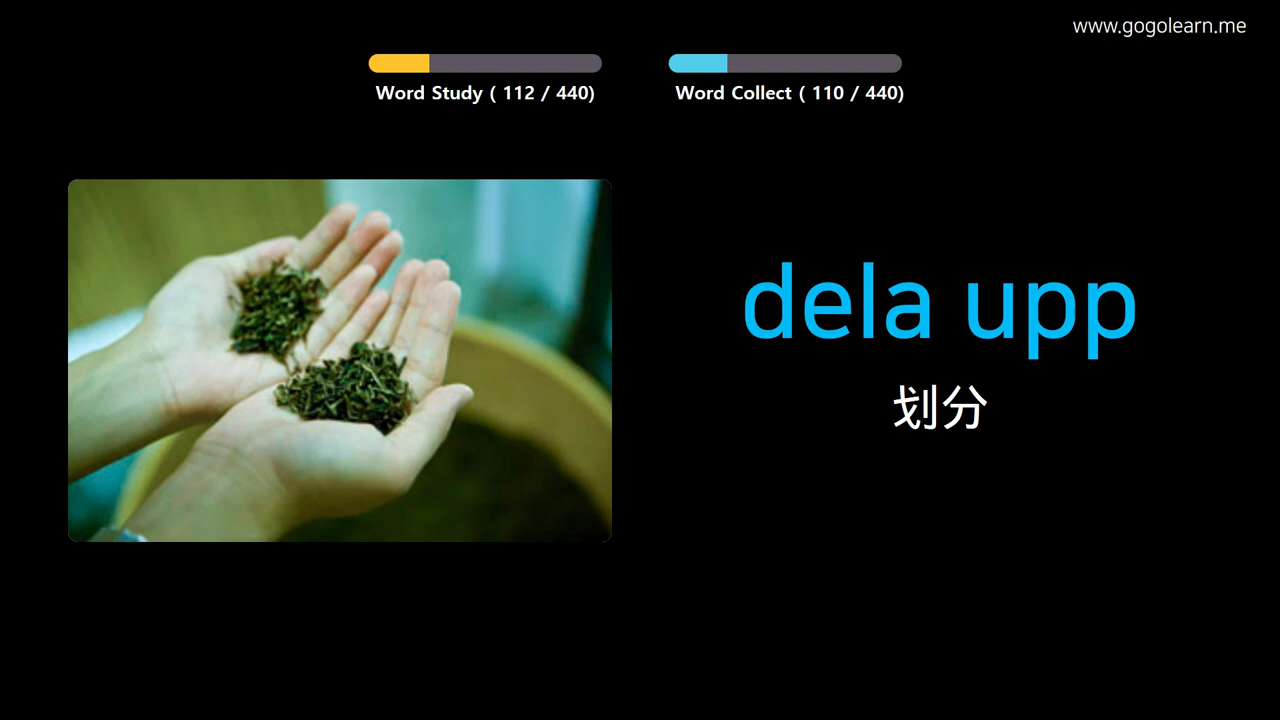 www.gogolearn.me
Word Study ( 112 / 440)
Word Collect ( 110 / 440)
dela upp
划分